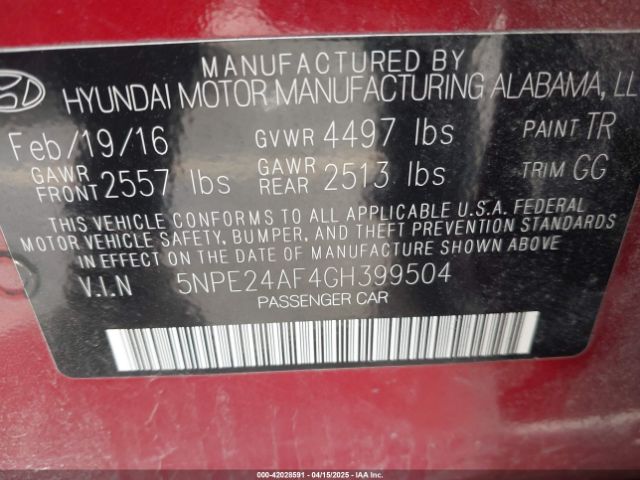 MANUFACTURED BY
HYUNDAI MOTOR MANUFACTURING ALABAMA, LL
Feb/19/16 GVWR 4497 lbs PAINT TR
GAWR FRONT 2557 lbs GAWR REAR 2513 lbs TRIM GG
THIS VEHICLE CONFORMS TO ALL APPLICABLE U.S.A. FEDERAL
MOTOR VEHICLE SAFETY, BUMPER, AND THEFT PREVENTION STANDARDS
IN EFFECT ON THE DATE OF MANUFACTURE SHOWN ABOVE
V.I.N 5NPE24AF4GH399504
PASSENGER CAR
000-42028591 - 04/15/2025 - IAA, Inc.